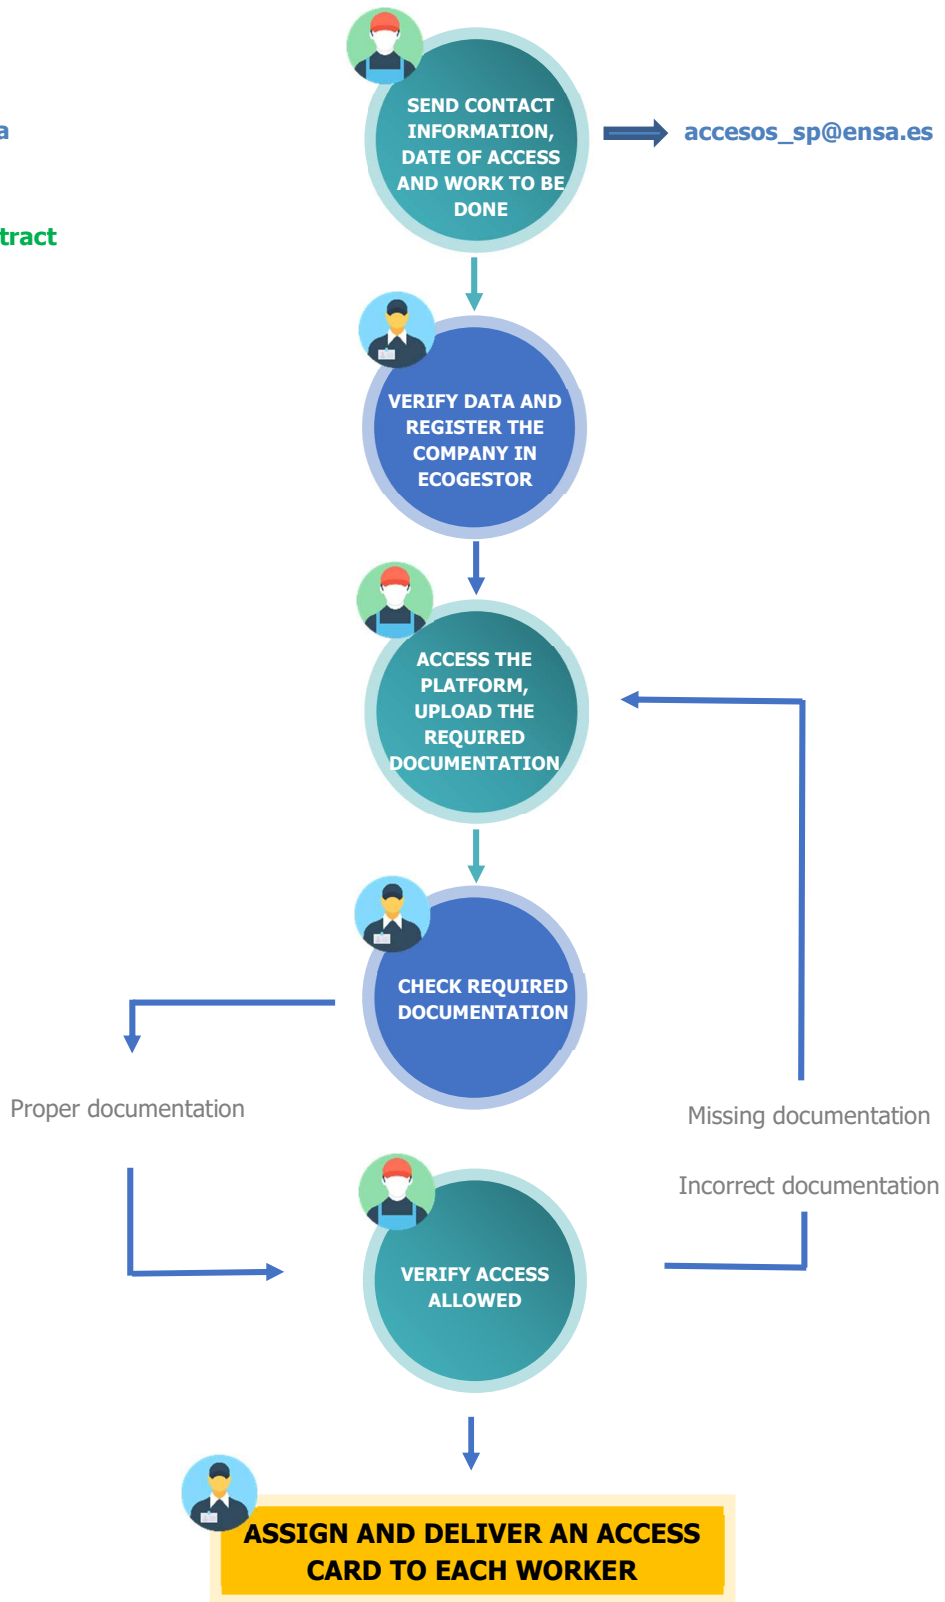 SEND CONTACT
INFORMATION,
DATE OF ACCESS
AND WORK TO BE
DONE
accesos_sp@ensa.es
a
tract
VERIFY DATA AND
REGISTER THE
COMPANY IN
ECOGESTOR
ACCESS THE
PLATFORM,
UPLOAD THE
REQUIRED
DOCUMENTATION
CHECK REQUIRED
DOCUMENTATION
Proper documentation
Missing documentation
Incorrect documentation
VERIFY ACCESS
ALLOWED
ASSIGN AND DELIVER AN ACCESS
CARD TO EACH WORKER